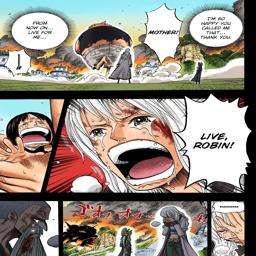 FROM
NOW ON...
LIVE FOR
ME...
MOTHER!
I'M SO
HAPPY YOU
CALLED ME
THAT...
THANK YOU.
LIVE,
ROBIN!